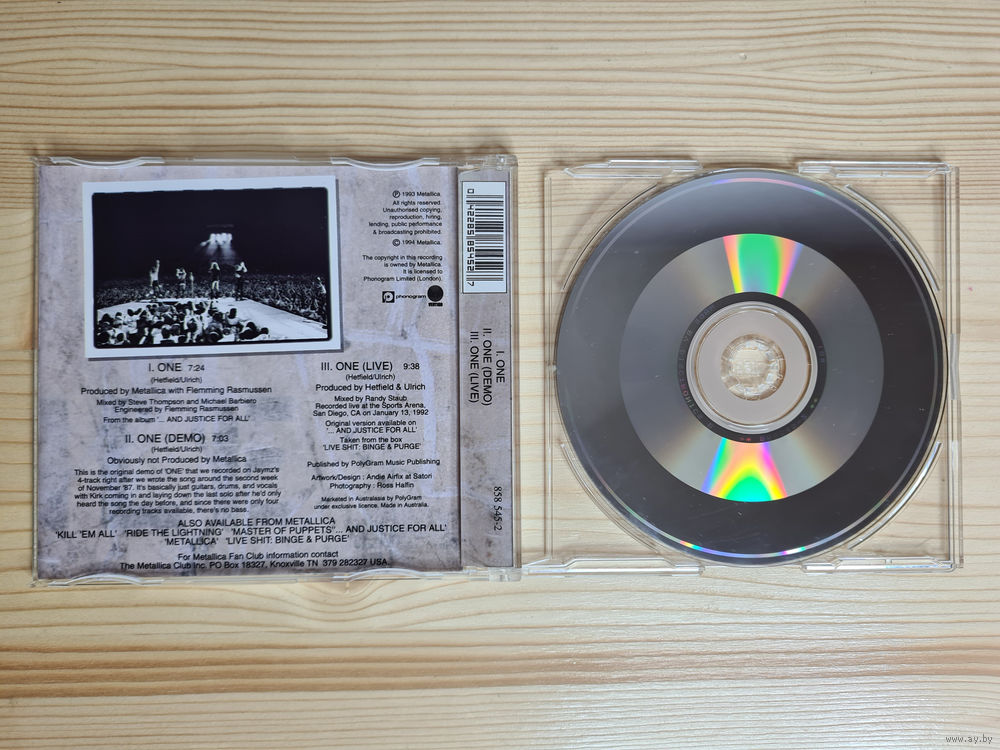 ℗ 1993 Metallica.
All rights reserved.
Unauthorised copying,
reproduction, hiring,
lending, public performance
& broadcasting prohibited.
© 1994 Metallica.
The copyright in this recording
is owned by Metallica.
It is licensed to
Phonogram Limited (London).
phonogram
VERTIGO
I. ONE 7:24
(Hetfield/Ulrich)
Produced by Metallica with Flemming Rasmussen
Mixed by Steve Thompson and Michael Barbiero
Engineered by Flemming Rasmussen
From the album '... AND JUSTICE FOR ALL'
II. ONE (DEMO) 7:03
(Hetfield/Ulrich)
Obviously not Produced by Metallica
This is the original demo of 'ONE' that we recorded on Jaymz's
4-track right after we wrote the song around the second week
of November '87. It's basically just guitars, drums, and vocals
with Kirk coming in and laying down the last solo after he'd only
heard the song the day before, and since there were only four
recording tracks available, there's no bass.
III. ONE (LIVE) 9:38
(Hetfield/Ulrich)
Produced by Hetfield & Ulrich
Mixed by Randy Staub
Recorded live at the Sports Arena,
San Diego, CA on January 13, 1992
Original version available on
'... AND JUSTICE FOR ALL'
Taken from the box
'LIVE SHIT: BINGE & PURGE'
Published by PolyGram Music Publishing
Artwork/Design : Andie Airfix at Satori
Photography : Ross Halfin
Marketed in Australasia by PolyGram
under exclusive licence. Made in Australia.
ALSO AVAILABLE FROM METALLICA
'KILL 'EM ALL' 'RIDE THE LIGHTNING' 'MASTER OF PUPPETS' '... AND JUSTICE FOR ALL'
'METALLICA' 'LIVE SHIT: BINGE & PURGE'
For Metallica Fan Club information contact
The Metallica Club Inc. PO Box 18327, Knoxville TN 379 282327 USA.
0 42285 85452 7
I. ONE
II. ONE (DEMO)
III. ONE (LIVE)
858 545-2
www.ay.by